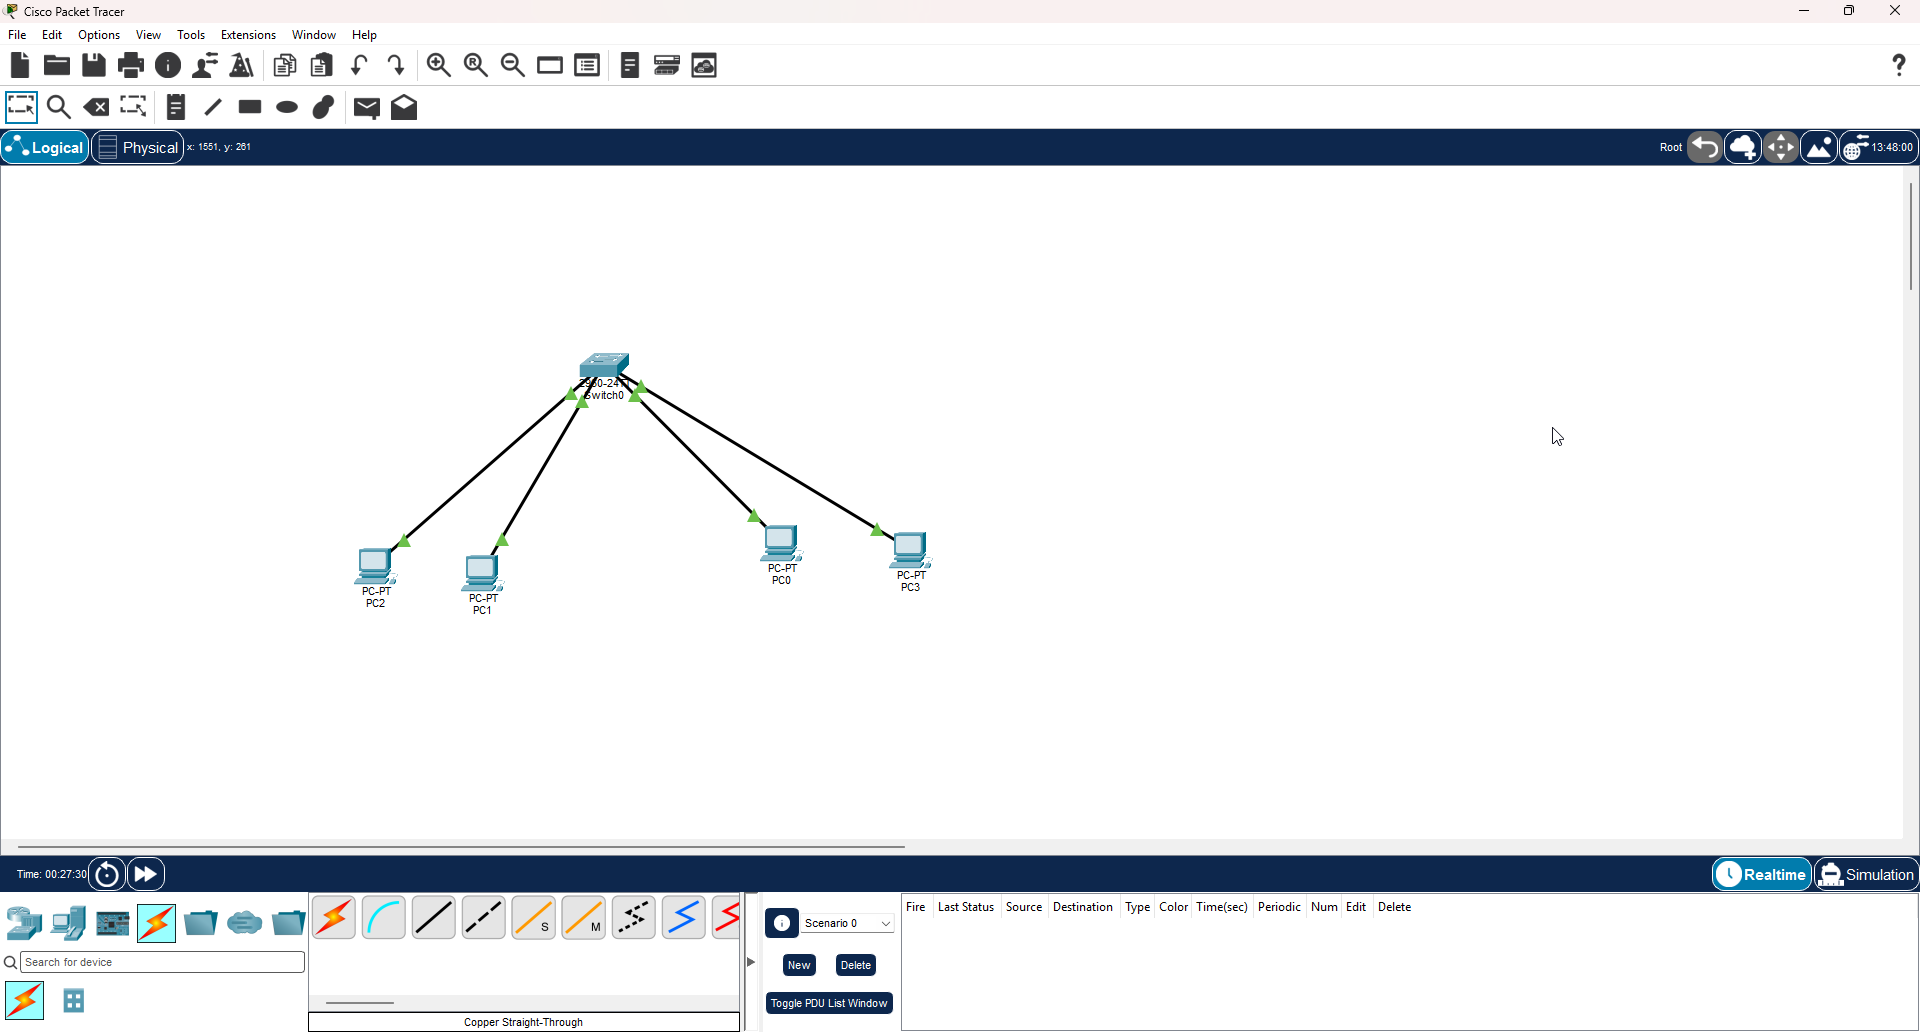 Cisco Packet Tracer
File Edit Options View Tools Extensions Window Help
Logical Physical x: 1551, y: 261 Root 13:48:00
2960-24TT
Switch0
PC-PT
PC2
PC-PT
PC1
PC-PT
PC0
PC-PT
PC3
Time: 00:27:30 Realtime Simulation
S M
Search for device
Copper Straight-Through
Scenario 0
New Delete
Toggle PDU List Window
Fire Last Status Source Destination Type Color Time(sec) Periodic Num Edit Delete